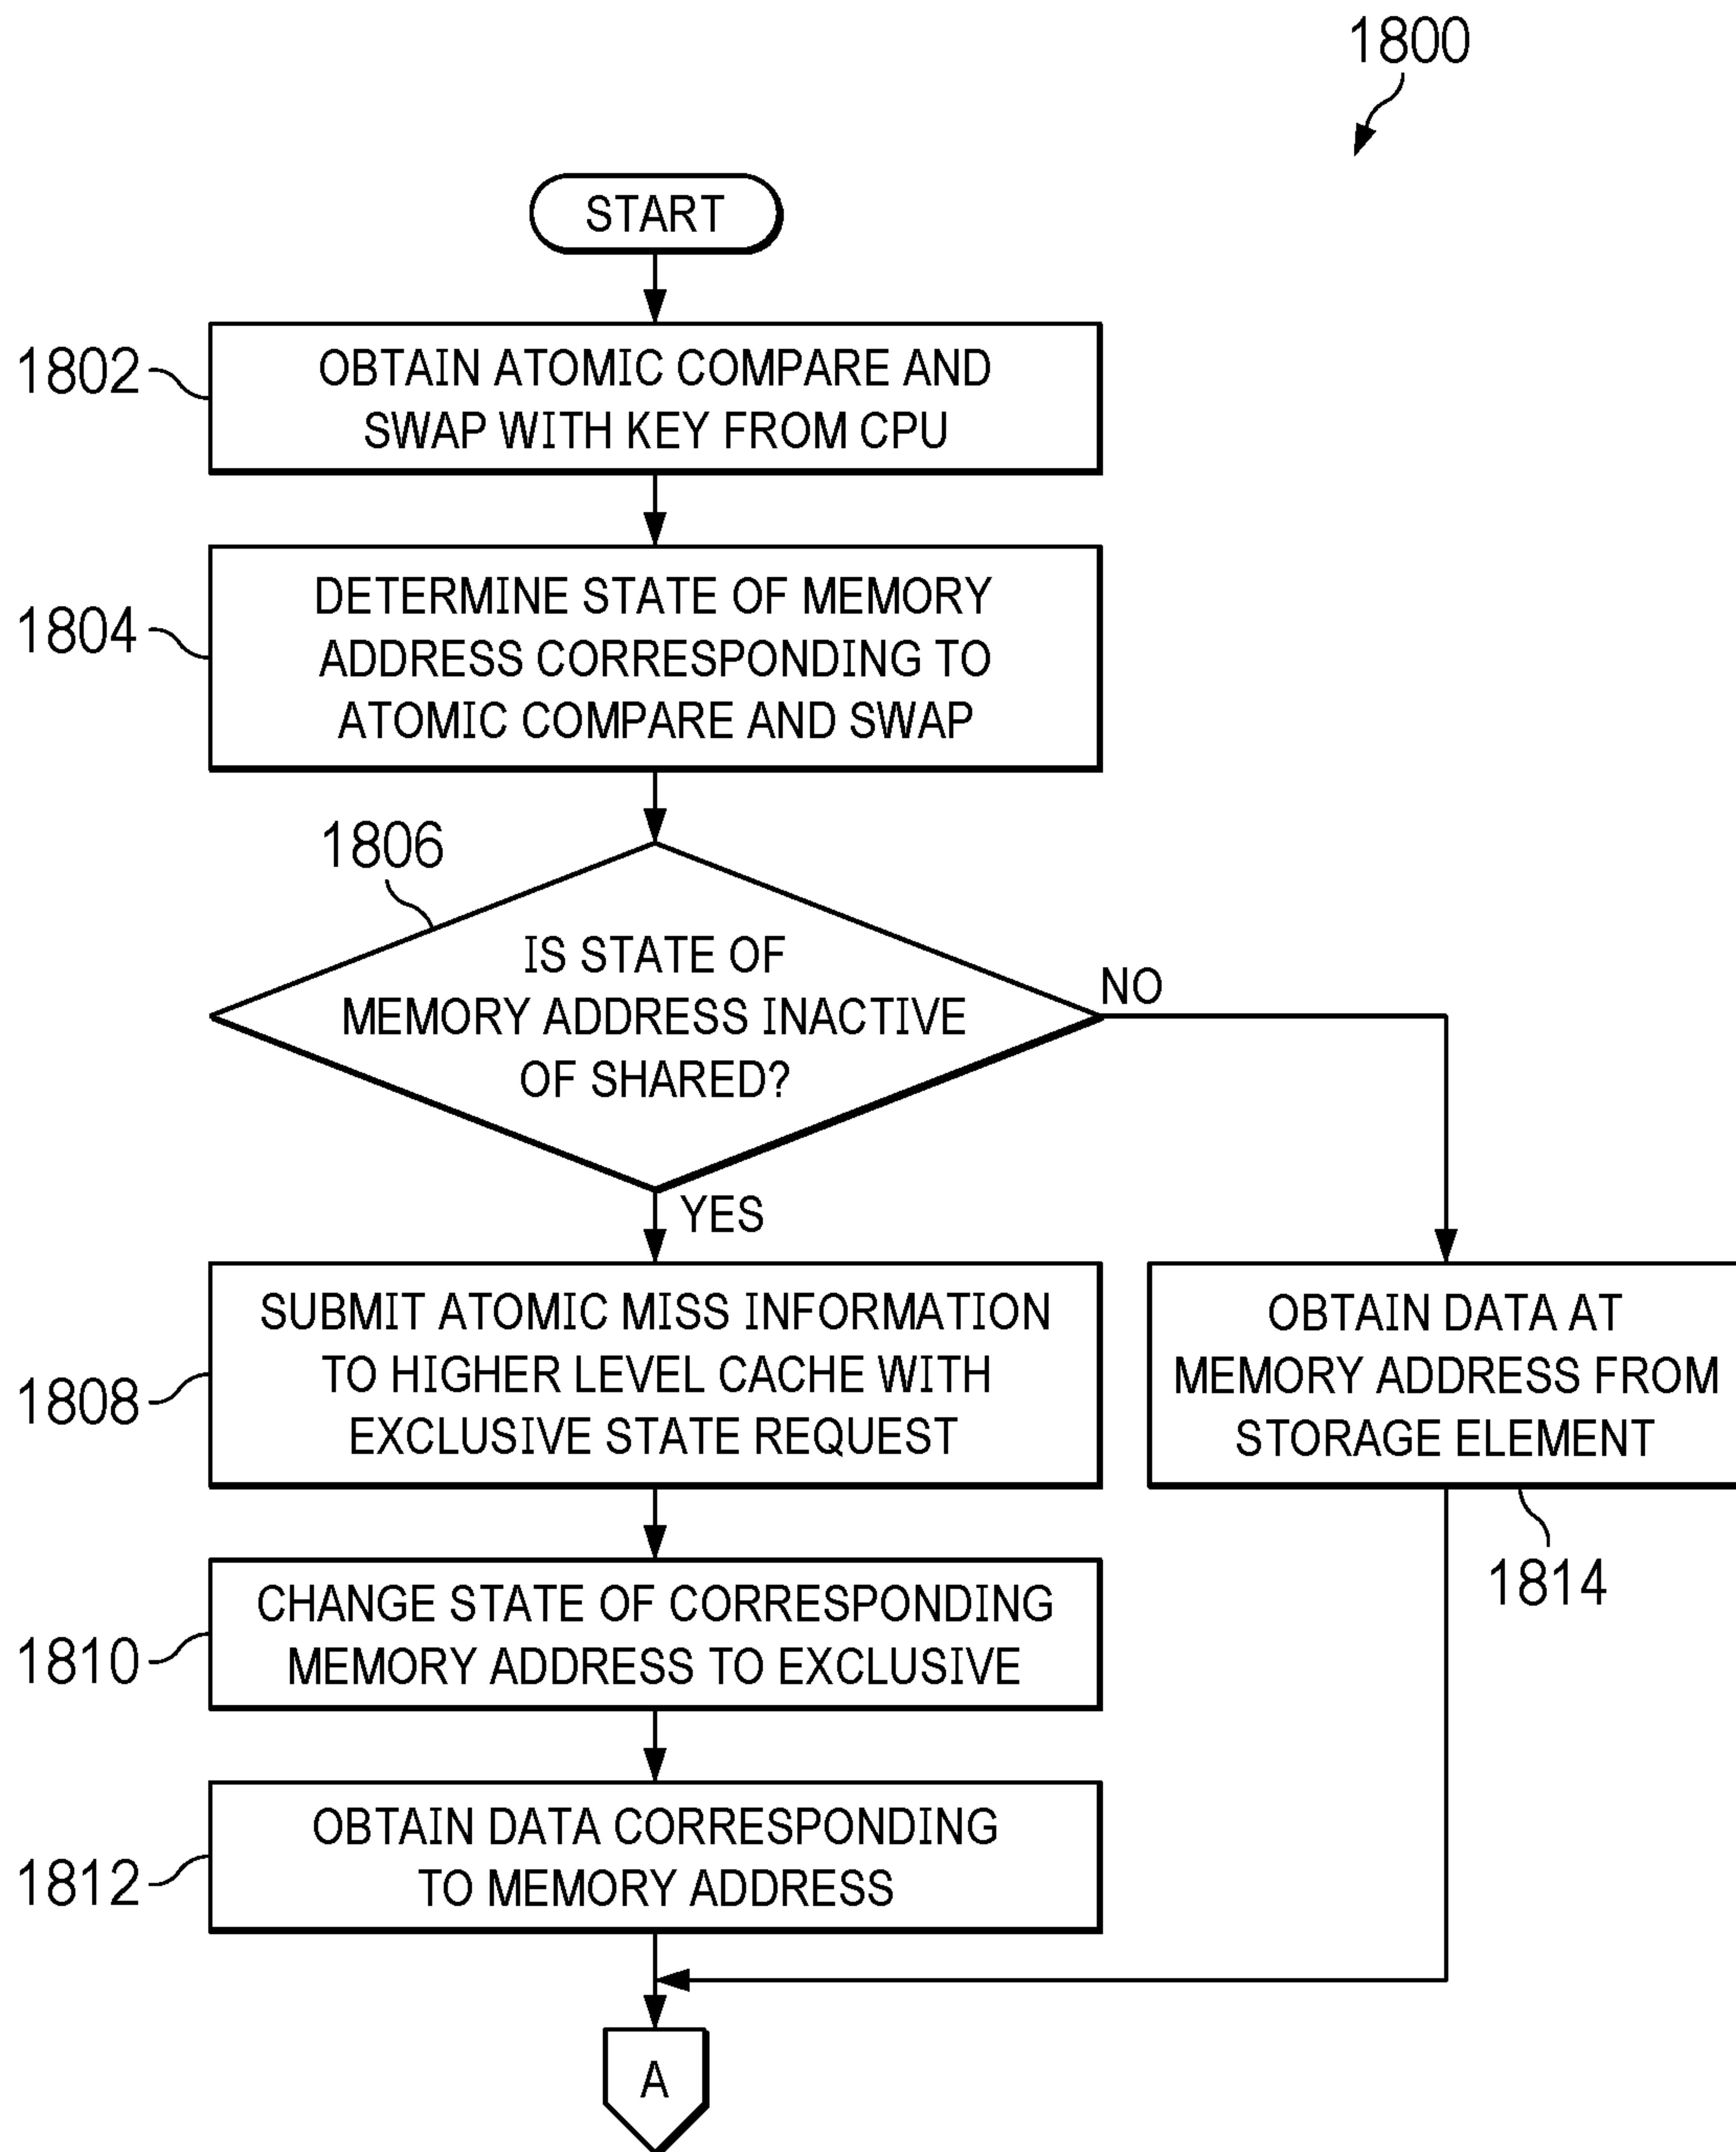 1800
START
1802
OBTAIN ATOMIC COMPARE AND
SWAP WITH KEY FROM CPU
1804
DETERMINE STATE OF MEMORY
ADDRESS CORRESPONDING TO
ATOMIC COMPARE AND SWAP
1806
IS STATE OF
MEMORY ADDRESS INACTIVE
OF SHARED?
NO
YES
1808
SUBMIT ATOMIC MISS INFORMATION
TO HIGHER LEVEL CACHE WITH
EXCLUSIVE STATE REQUEST
OBTAIN DATA AT
MEMORY ADDRESS FROM
STORAGE ELEMENT
1814
1810
CHANGE STATE OF CORRESPONDING
MEMORY ADDRESS TO EXCLUSIVE
1812
OBTAIN DATA CORRESPONDING
TO MEMORY ADDRESS
A